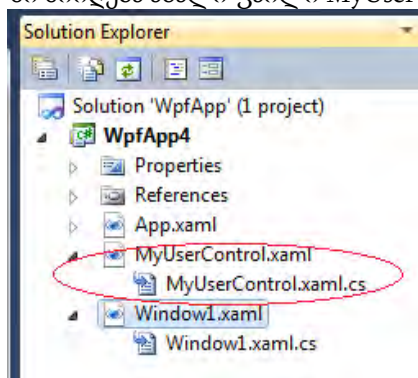 MyUser
Solution Explorer
Solution 'WpfApp' (1 project)
WpfApp4
Properties
References
App.xaml
MyUserControl.xaml
MyUserControl.xaml.cs
Window1.xaml
Window1.xaml.cs